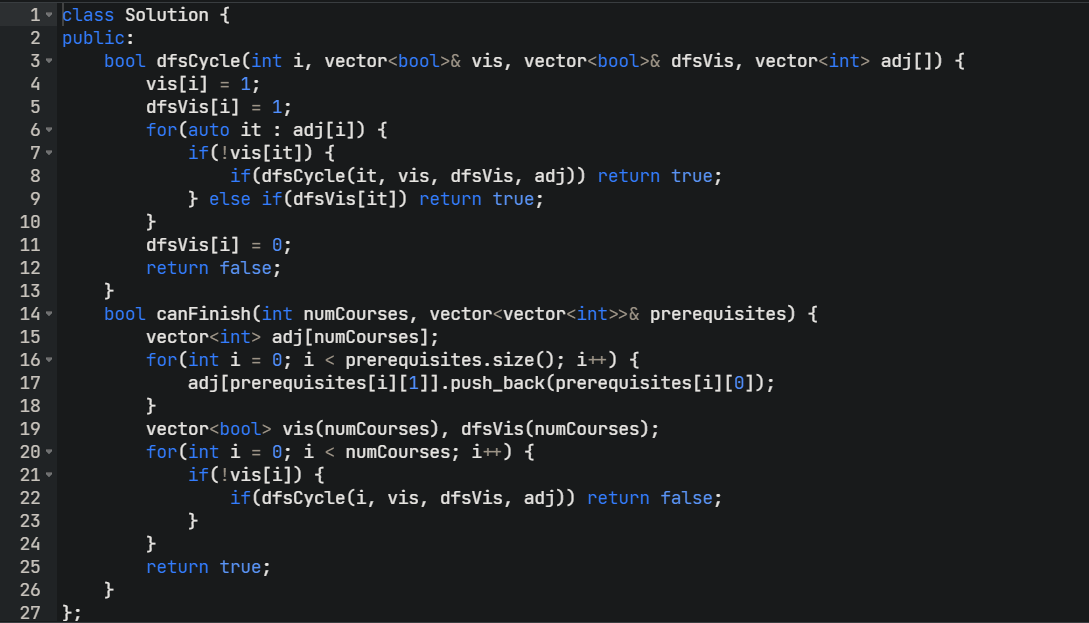 1 class Solution {
2 public:
3     bool dfsCycle(int i, vector<bool>& vis, vector<bool>& dfsVis, vector<int> adj[]) {
4         vis[i] = 1;
5         dfsVis[i] = 1;
6         for(auto it : adj[i]) {
7             if(!vis[it]) {
8                 if(dfsCycle(it, vis, dfsVis, adj)) return true;
9             } else if(dfsVis[it]) return true;
10         }
11         dfsVis[i] = 0;
12         return false;
13     }
14     bool canFinish(int numCourses, vector<vector<int>>& prerequisites) {
15         vector<int> adj[numCourses];
16         for(int i = 0; i < prerequisites.size(); i++) {
17             adj[prerequisites[i][1]].push_back(prerequisites[i][0]);
18         }
19         vector<bool> vis(numCourses), dfsVis(numCourses);
20         for(int i = 0; i < numCourses; i++) {
21             if(!vis[i]) {
22                 if(dfsCycle(i, vis, dfsVis, adj)) return false;
23             }
24         }
25         return true;
26     }
27 };